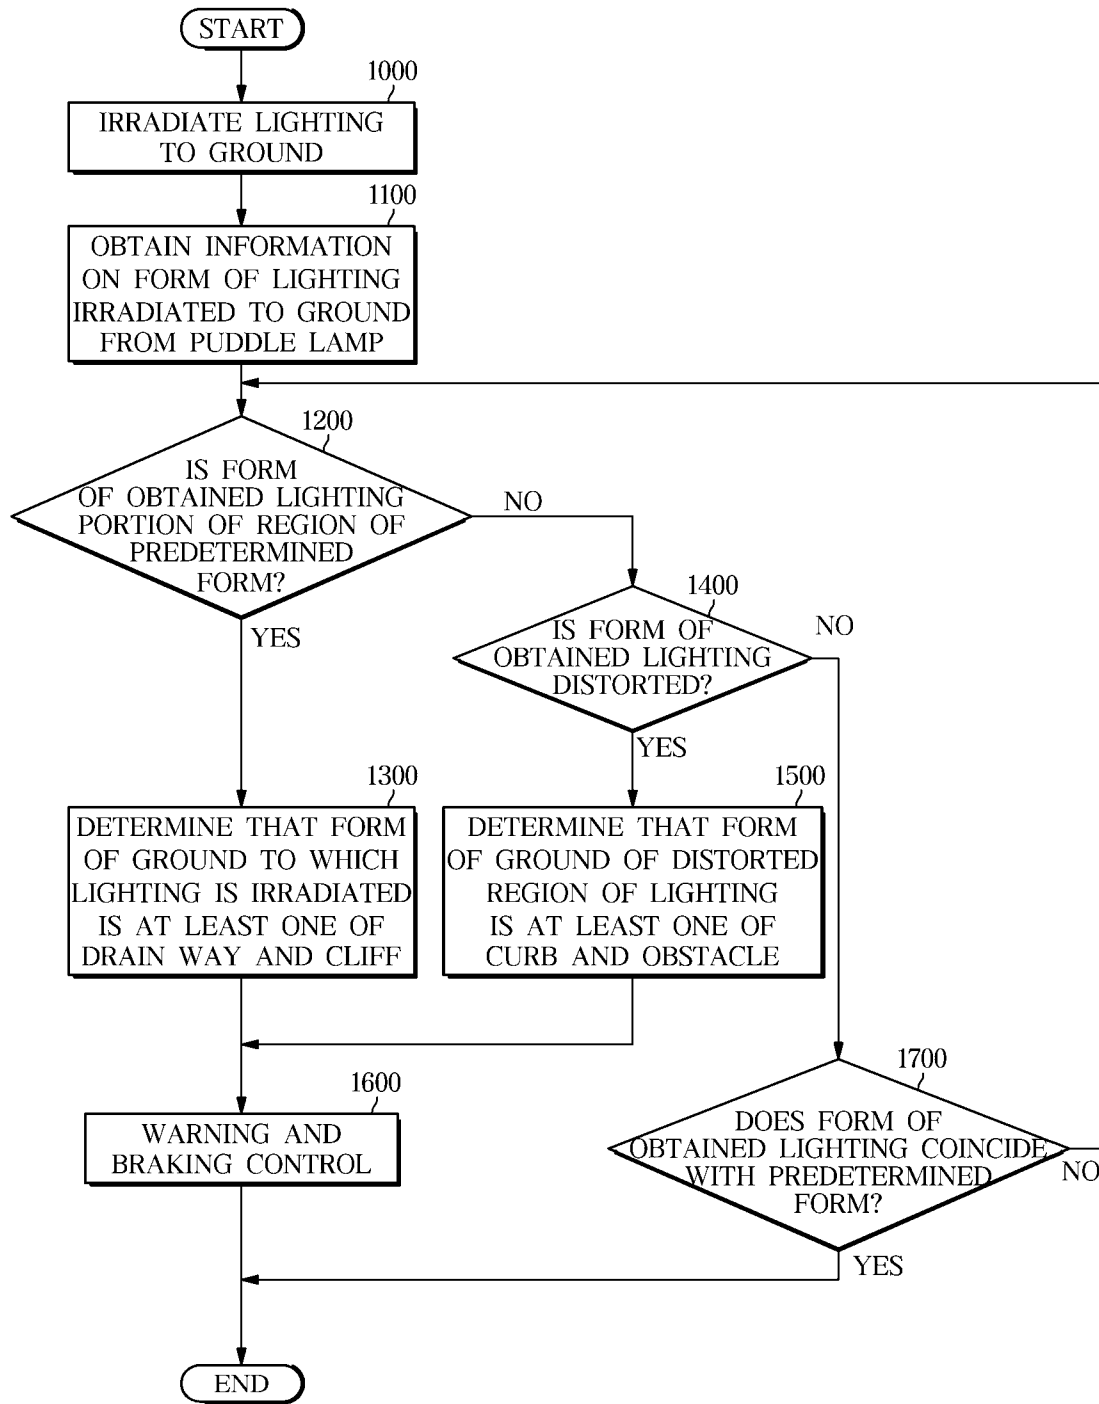 START
1000
IRRADIATE LIGHTING
TO GROUND
1100
OBTAIN INFORMATION
ON FORM OF LIGHTING
IRRADIATED TO GROUND
FROM PUDDLE LAMP
1200
IS FORM
OF OBTAINED LIGHTING
PORTION OF REGION OF
PREDETERMINED
FORM?
NO
YES
1400
IS FORM OF
OBTAINED LIGHTING
DISTORTED?
NO
YES
1300
DETERMINE THAT FORM
OF GROUND TO WHICH
LIGHTING IS IRRADIATED
IS AT LEAST ONE OF
DRAIN WAY AND CLIFF
1500
DETERMINE THAT FORM
OF GROUND OF DISTORTED
REGION OF LIGHTING
IS AT LEAST ONE OF
CURB AND OBSTACLE
1600
WARNING AND
BRAKING CONTROL
1700
DOES FORM OF
OBTAINED LIGHTING COINCIDE
WITH PREDETERMINED
FORM?
NO
YES
END